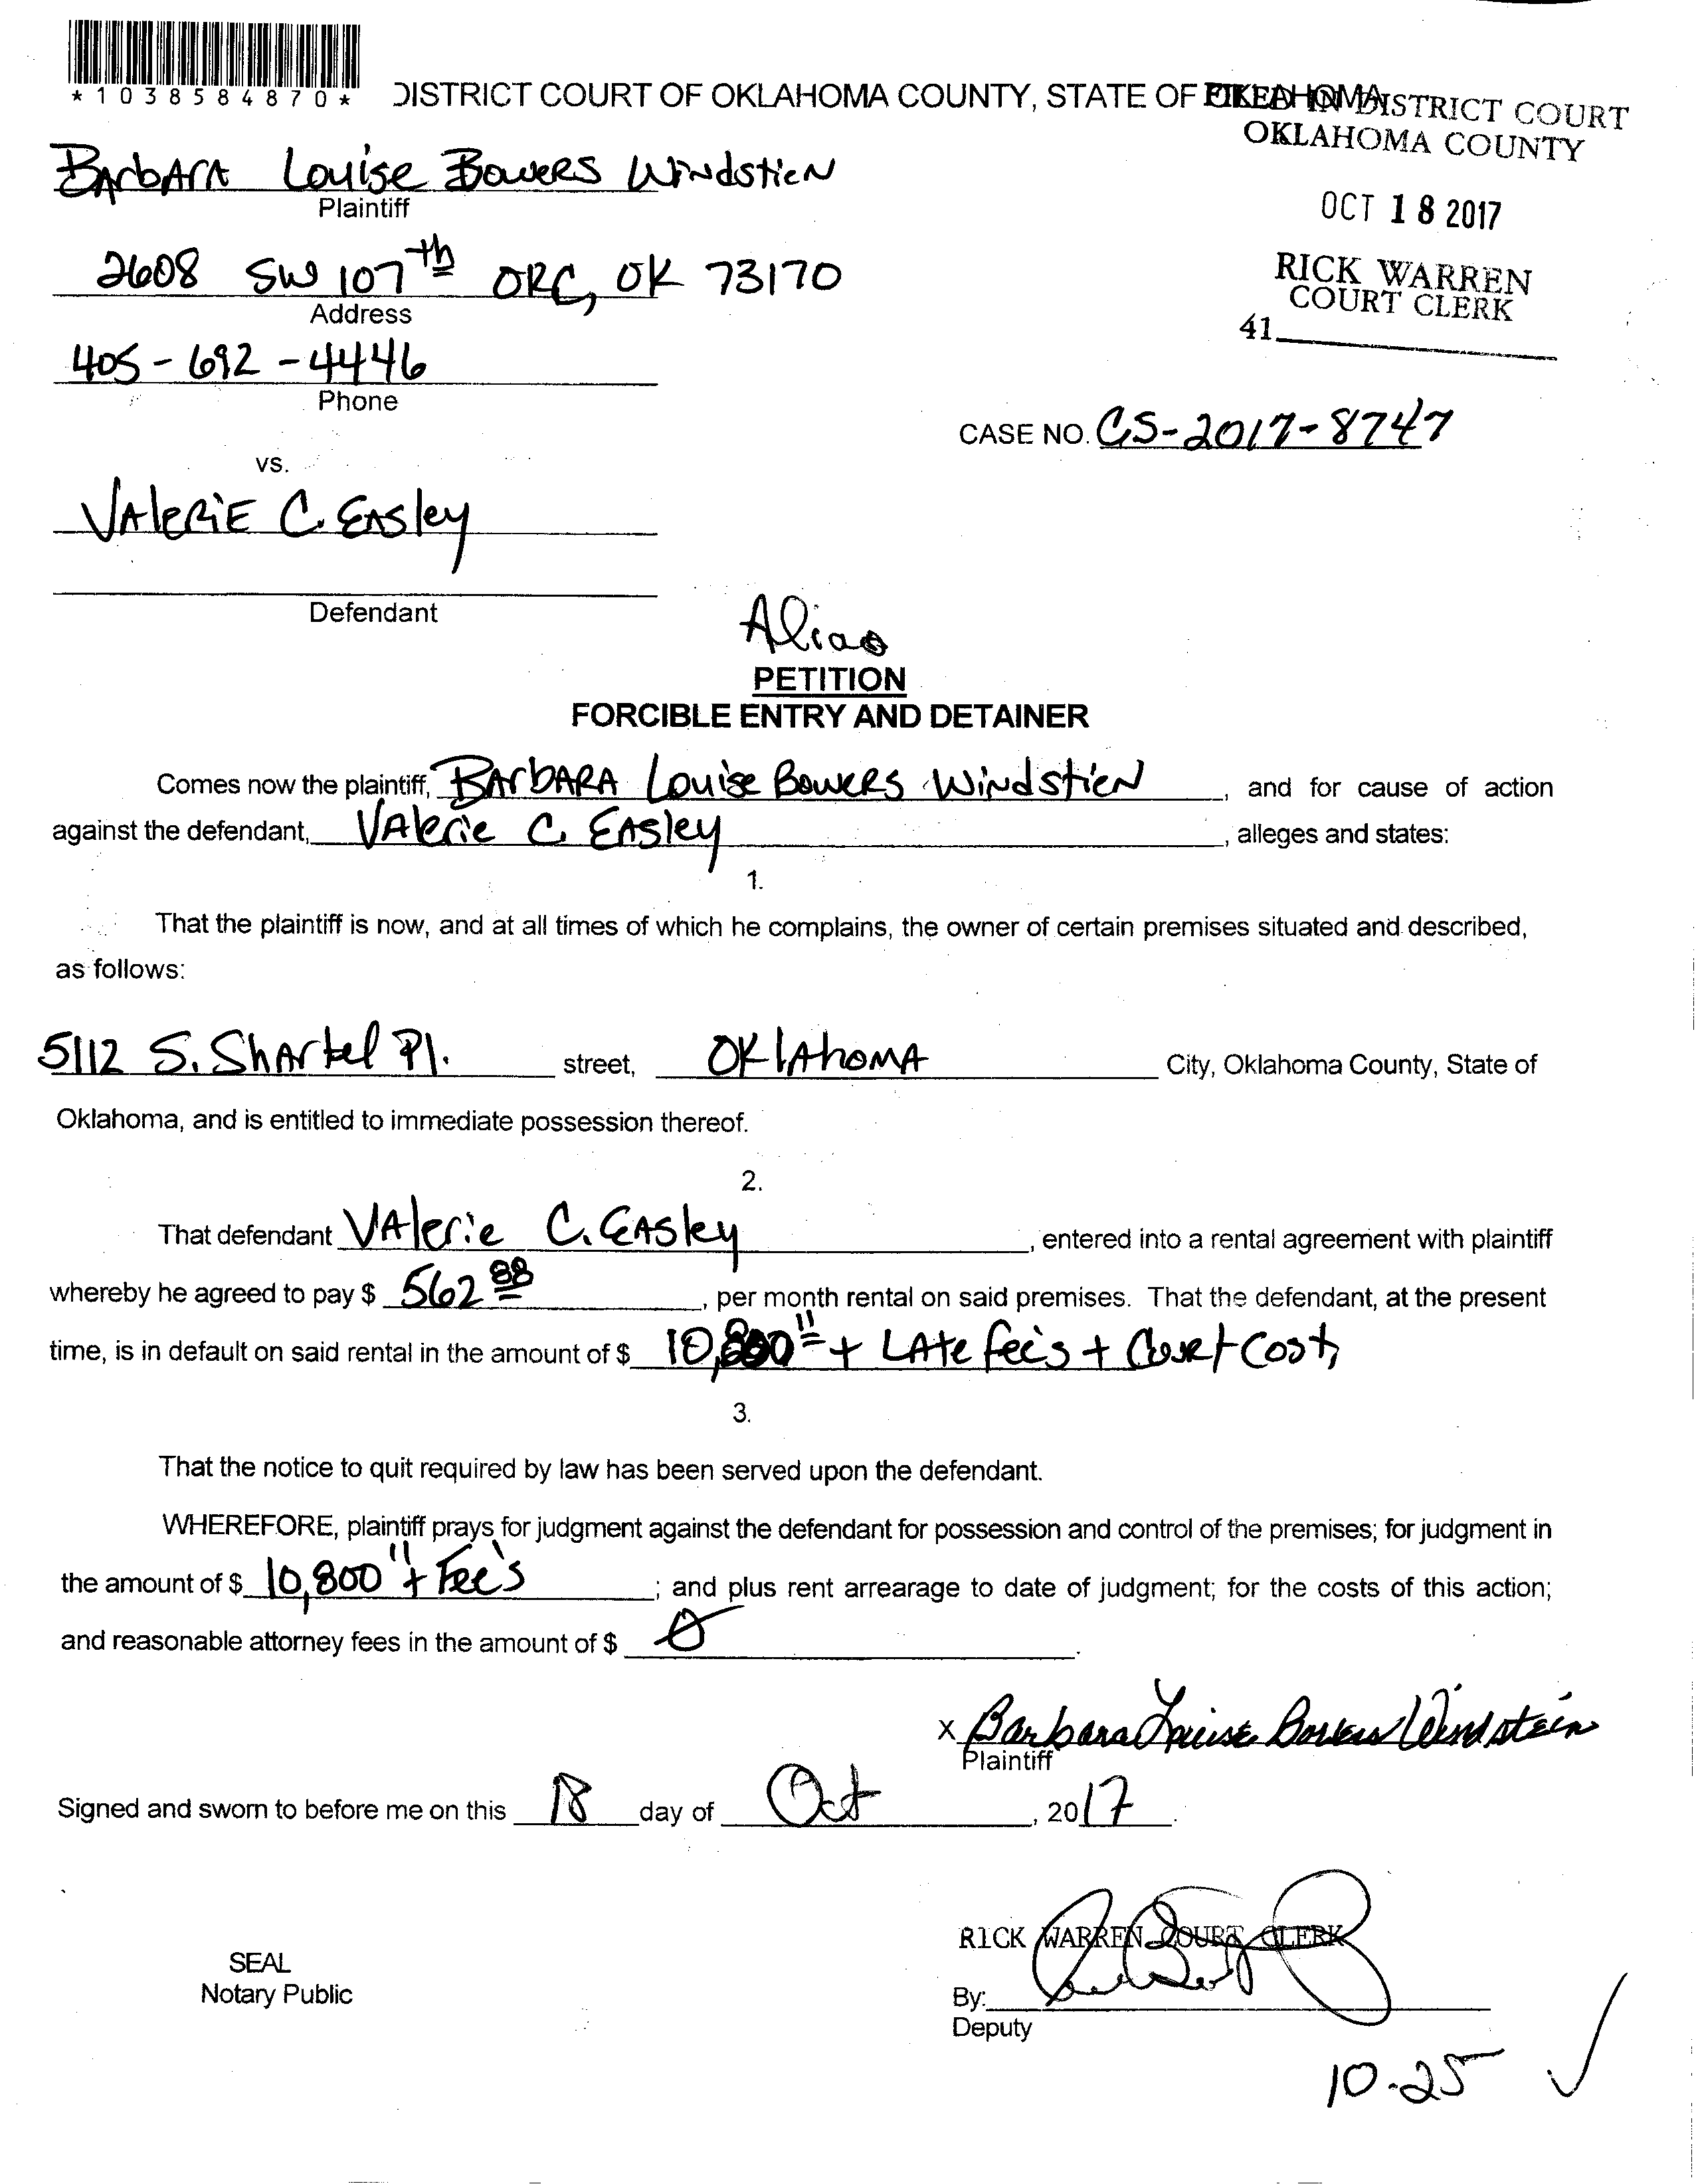 *1038584870*
DISTRICT COURT OF OKLAHOMA COUNTY, STATE OF OKLAHOMA
FILED IN DISTRICT COURT
OKLAHOMA COUNTY
OCT 18 2017
RICK WARREN
COURT CLERK
41
Barbara Louise Bowers Windstien
Plaintiff
2608 SW 107th OKC, OK 73170
Address
405-692-4446
Phone
CASE NO. CS-2017-8747
vs.
Valerie C. Easley
Defendant
Alias
PETITION
FORCIBLE ENTRY AND DETAINER
Comes now the plaintiff, Barbara Louise Bowers Windstien, and for cause of action
against the defendant, Valerie C. Easley, alleges and states:
1.
That the plaintiff is now, and at all times of which he complains, the owner of certain premises situated and described,
as follows:
5112 S. Shartel Pl. street, Oklahoma City, Oklahoma County, State of
Oklahoma, and is entitled to immediate possession thereof.
2.
That defendant Valerie C. Easley, entered into a rental agreement with plaintiff
whereby he agreed to pay $ 562 88, per month rental on said premises. That the defendant, at the present
time, is in default on said rental in the amount of $ 10,800 11 + Late fee's + Court Costs
3.
That the notice to quit required by law has been served upon the defendant.
WHEREFORE, plaintiff prays for judgment against the defendant for possession and control of the premises; for judgment in
the amount of $ 10,800 11 + Fee's; and plus rent arrearage to date of judgment; for the costs of this action;
and reasonable attorney fees in the amount of $ 0.
X Barbara Louise Bowers Windstein
Plaintiff
Signed and sworn to before me on this 18 day of Oct, 2017.
RICK WARREN COURT CLERK
SEAL
Notary Public
By:
Deputy
10-25